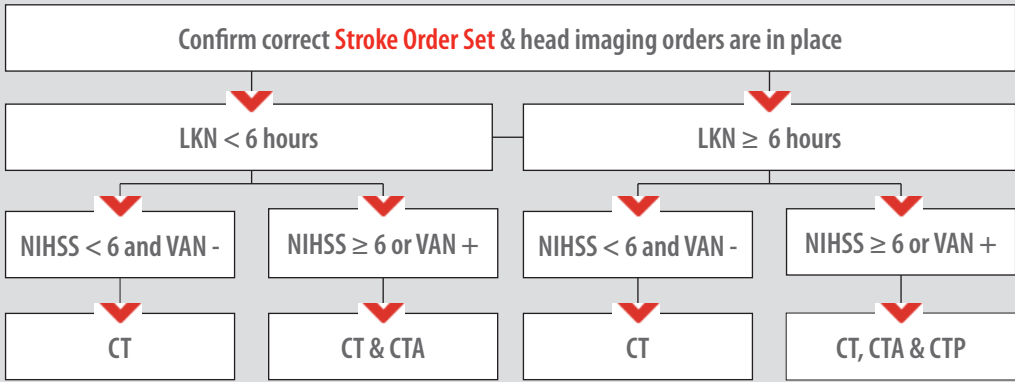 Confirm correct Stroke Order Set & head imaging orders are in place
LKN < 6 hours
LKN ≥ 6 hours
NIHSS < 6 and VAN -
NIHSS ≥ 6 or VAN +
NIHSS < 6 and VAN -
NIHSS ≥ 6 or VAN +
CT
CT & CTA
CT
CT, CTA & CTP